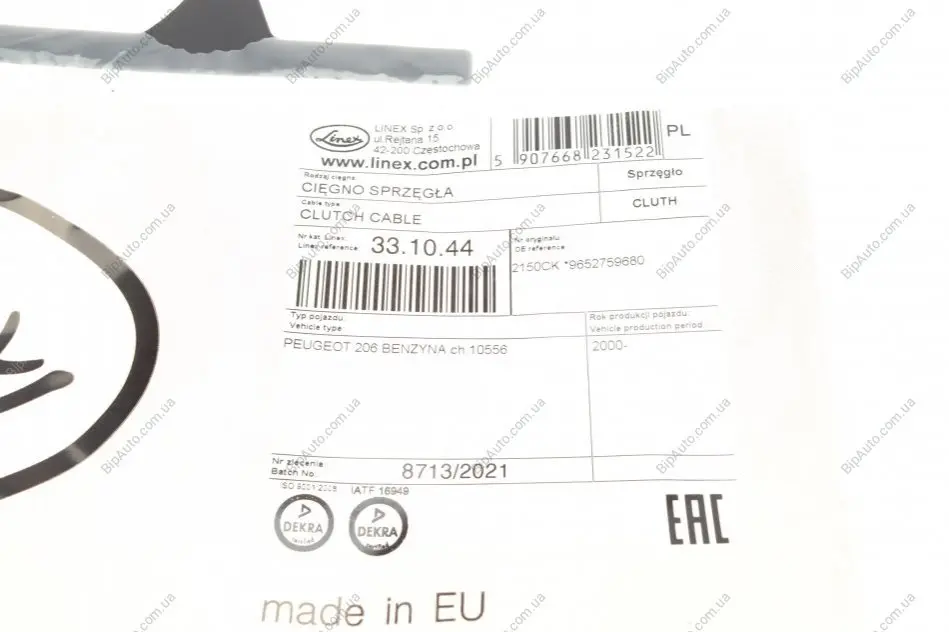 Linex
LINEX Sp. z o.o.
ul.Rejtana 15
42-200 Czestochowa
www.linex.com.pl
5 907668 231522
PL
Rodzaj cięgna:
CIĘGNO SPRZĘGŁA
Sprzęgło
Cable type
CLUTCH CABLE
CLUTH
Nr kat. Linex:
Linex reference:
33.10.44
Nr oryginału:
OE reference
2150CK *9652759680
Typ pojazdu:
Vehicle type
Rok produkcji pojazdu:
Vehicle production period
PEUGEOT 206 BENZYNA ch 10556
2000-
Nr zlecenia
Batch No.
8713/2021
IATF 16949
DEKRA
DEKRA
EAC
made in EU
BipAuto.com.ua